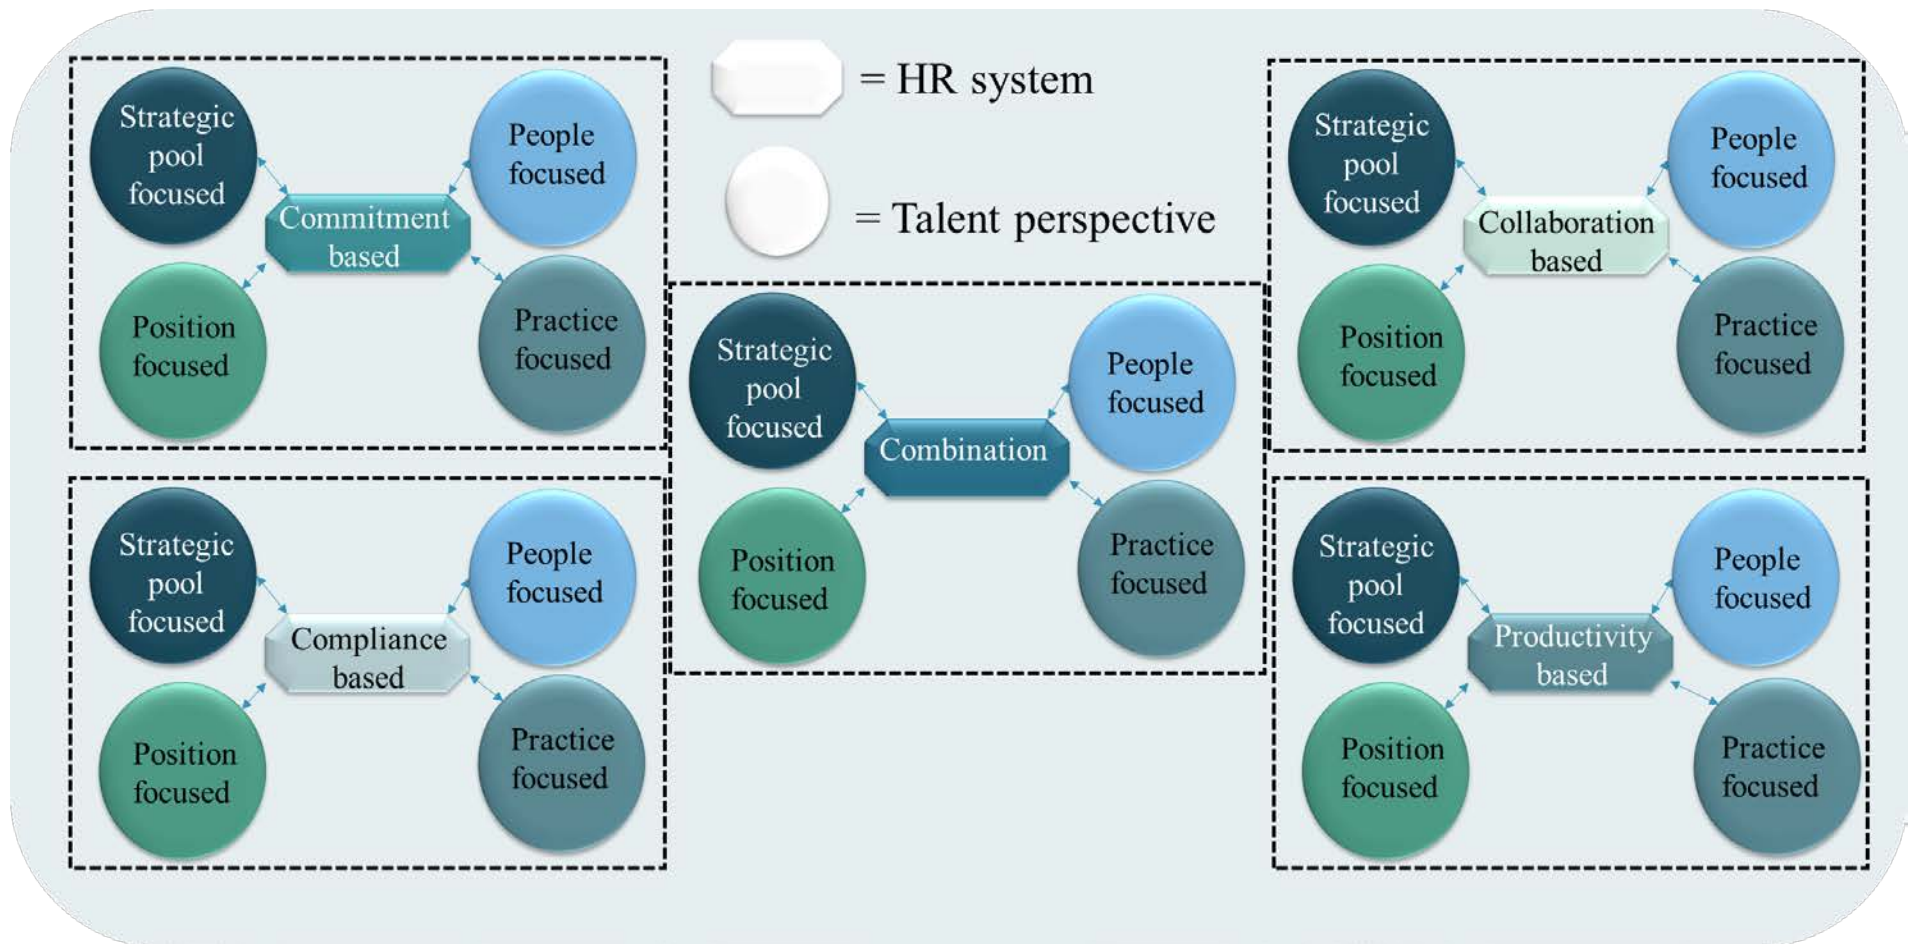 Strategic
pool
focused
People
focused
Commitment
based
Position
focused
Practice
focused
= HR system
= Talent perspective
Strategic
pool
focused
People
focused
Collaboration
based
Position
focused
Practice
focused
Strategic
pool
focused
People
focused
Combination
Position
focused
Practice
focused
Strategic
pool
focused
People
focused
Compliance
based
Position
focused
Practice
focused
Strategic
pool
focused
People
focused
Productivity
based
Position
focused
Practice
focused